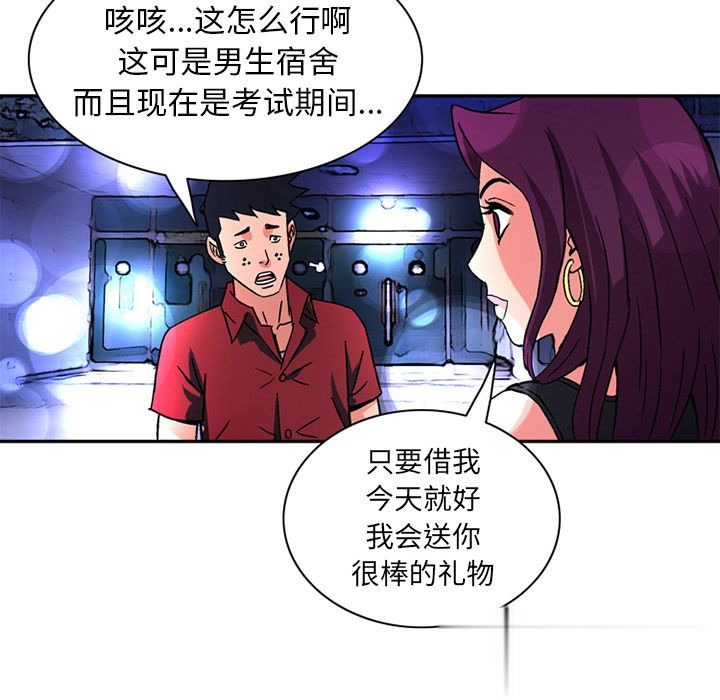 咳咳...这怎么行啊
这可是男生宿舍
而且现在是考试期间...
只要借我
今天就好
我会送你
很棒的礼物